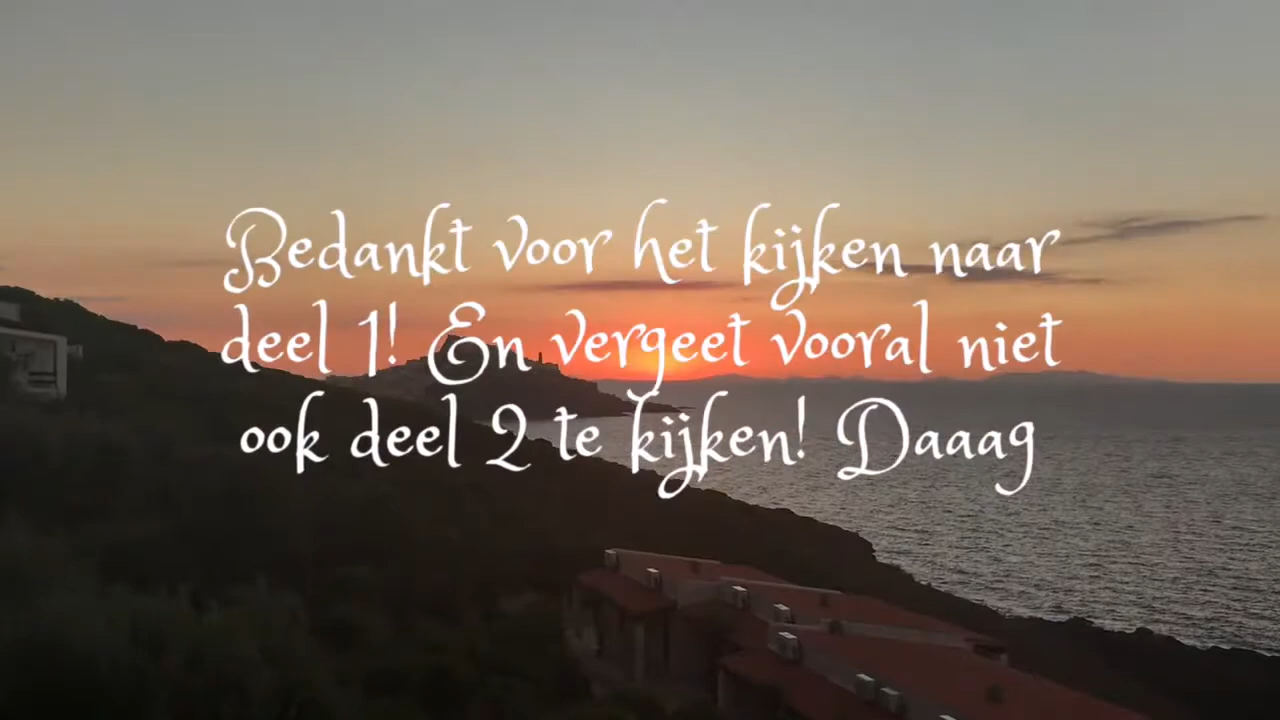 Bedankt voor het kijken naar
deel 1! En vergeet vooral niet
ook deel 2 te kijken! Daaag